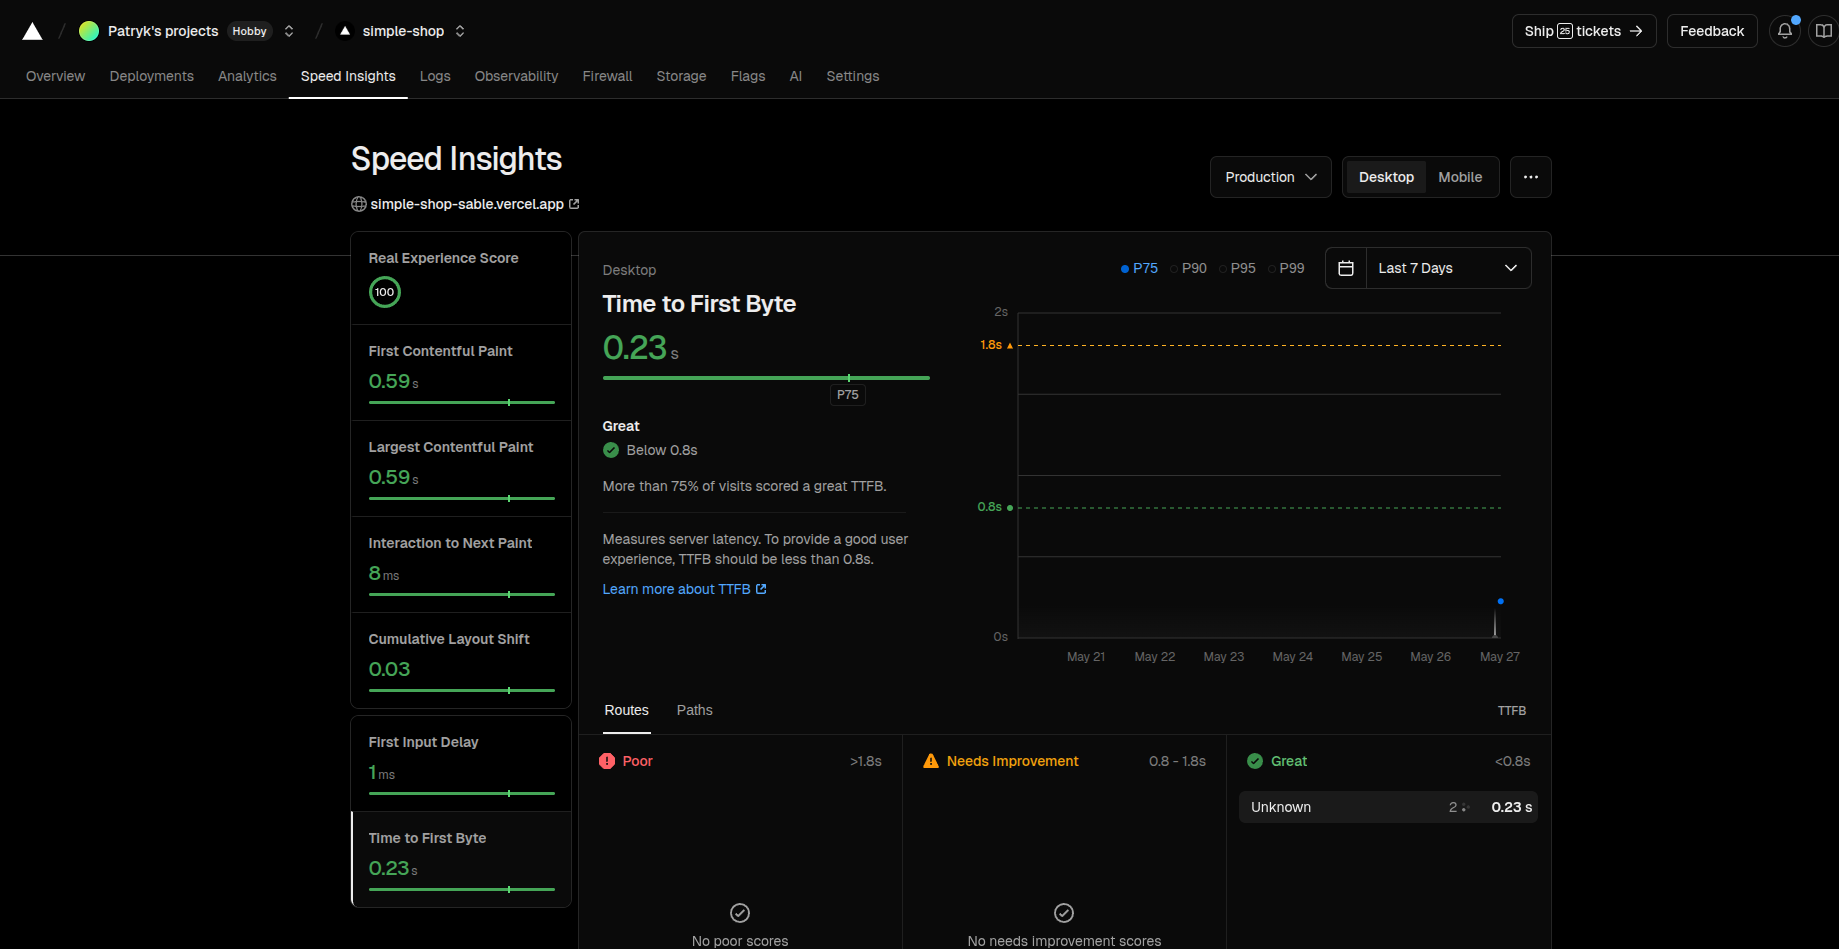 Patryk's projects Hobby
simple-shop
Ship 25 tickets
Feedback
Overview Deployments Analytics Speed Insights Logs Observability Firewall Storage Flags AI Settings
Speed Insights
simple-shop-sable.vercel.app
Production
Desktop Mobile
Real Experience Score
100
First Contentful Paint
0.59 s
Largest Contentful Paint
0.59 s
Interaction to Next Paint
8 ms
Cumulative Layout Shift
0.03
First Input Delay
1 ms
Time to First Byte
0.23 s
Desktop
Time to First Byte
0.23 s
P75
Great
Below 0.8s
More than 75% of visits scored a great TTFB.
Measures server latency. To provide a good user
experience, TTFB should be less than 0.8s.
Learn more about TTFB
P75 P90 P95 P99
Last 7 Days
2s
1.8s
0.8s
0s
May 21 May 22 May 23 May 24 May 25 May 26 May 27
Routes Paths
TTFB
Poor >1.8s
No poor scores
Needs Improvement 0.8 - 1.8s
No needs improvement scores
Great <0.8s
Unknown 2 0.23 s